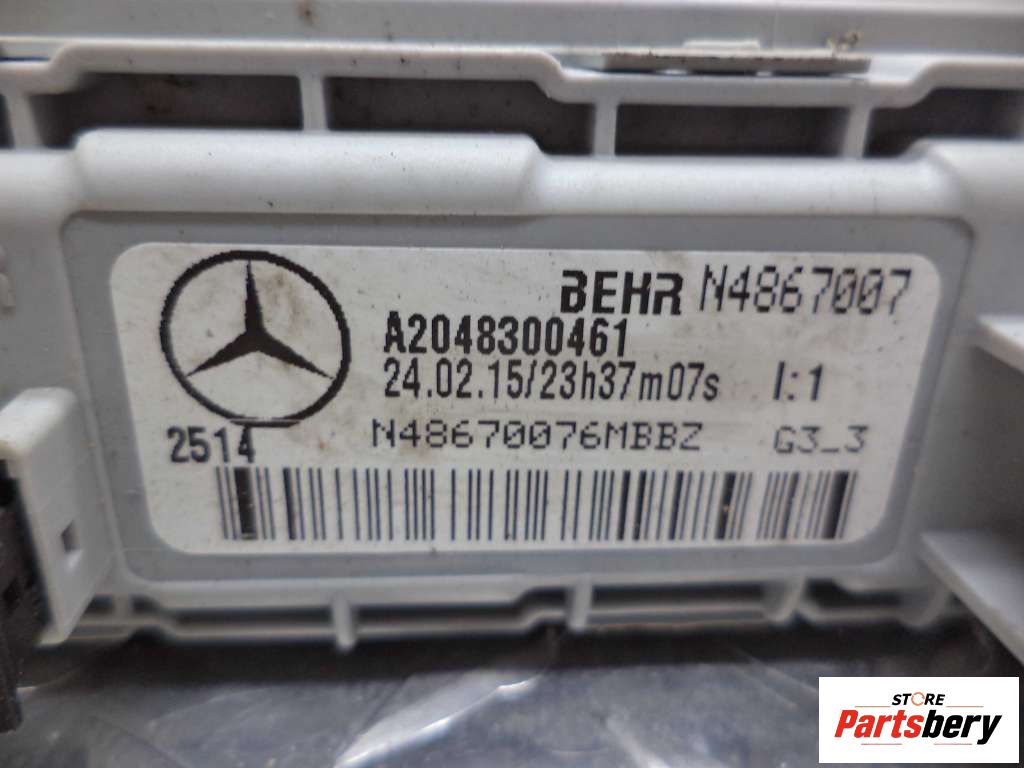 BEHR N4867007
A2048300461
24.02.15/23h37m07s I:1
2514 N48670076MBBZ G3_3
STORE
Partsbery